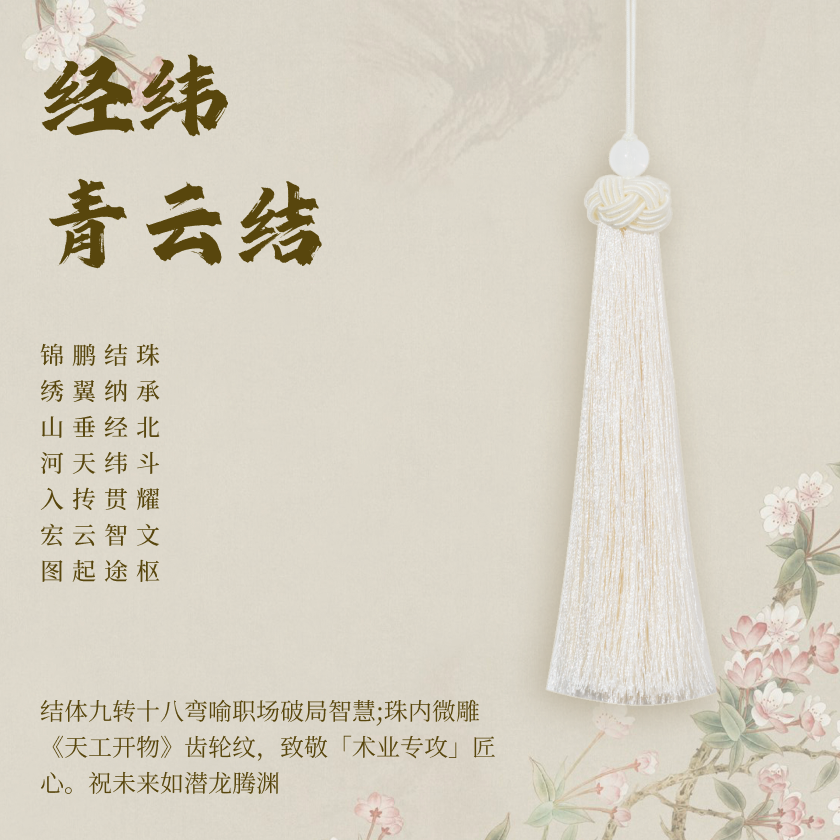 经纬
青云结
珠承北斗耀文枢
结纳经纬贯智途
鹏翼垂天抟云起
锦绣山河入宏图
结体九转十八弯喻职场破局智慧;珠内微雕
《天工开物》齿轮纹，致敬「术业专攻」匠
心。祝未来如潜龙腾渊